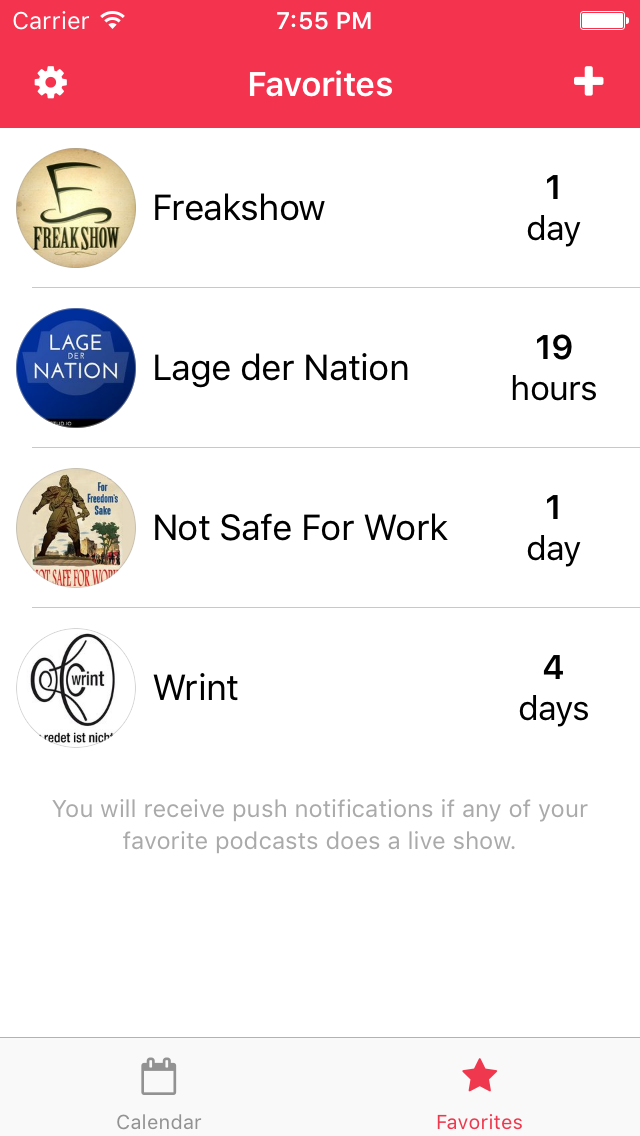 Carrier 7:55 PM
Favorites
FREAK SHOW
Freakshow
1
day
LAGE
DER
NATION
Lage der Nation
19
hours
For
Freedom's
Sake
NOT SAFE FOR WORK
Not Safe For Work
1
day
wrint
redet ist nicht
Wrint
4
days
You will receive push notifications if any of your
favorite podcasts does a live show.
Calendar Favorites